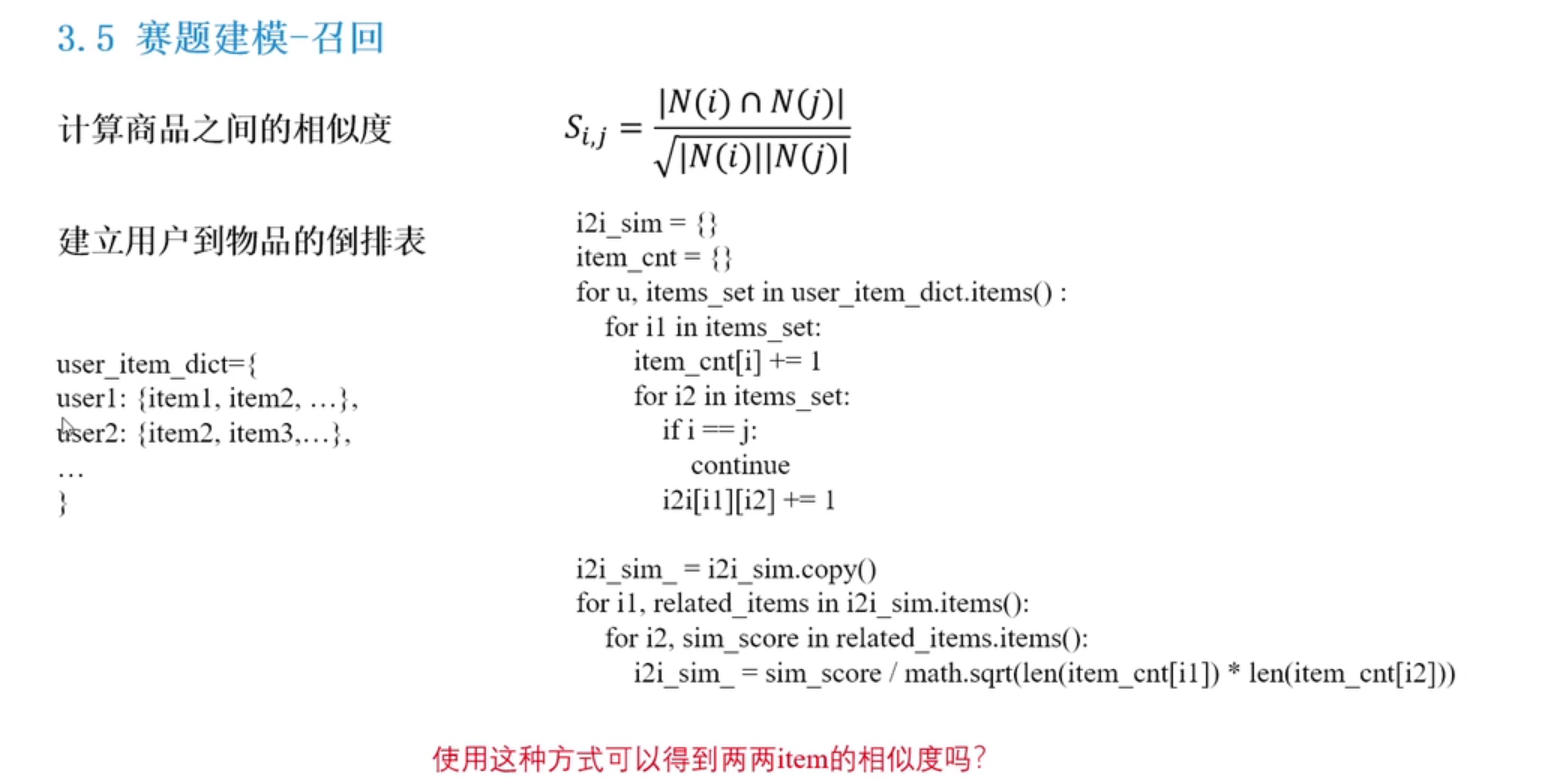 3.5 赛题建模-召回
计算商品之间的相似度
S_{i,j} = |N(i) ∩ N(j)| / √|N(i)||N(j)|
建立用户到物品的倒排表
user_item_dict={
user1: {item1, item2, …},
user2: {item2, item3,…},
…
}
i2i_sim = {}
item_cnt = {}
for u, items_set in user_item_dict.items() :
for i1 in items_set:
item_cnt[i] += 1
for i2 in items_set:
if i == j:
continue
i2i[i1][i2] += 1
i2i_sim_ = i2i_sim.copy()
for i1, related_items in i2i_sim.items():
for i2, sim_score in related_items.items():
i2i_sim_ = sim_score / math.sqrt(len(item_cnt[i1]) * len(item_cnt[i2]))
使用这种方式可以得到两两item的相似度吗？